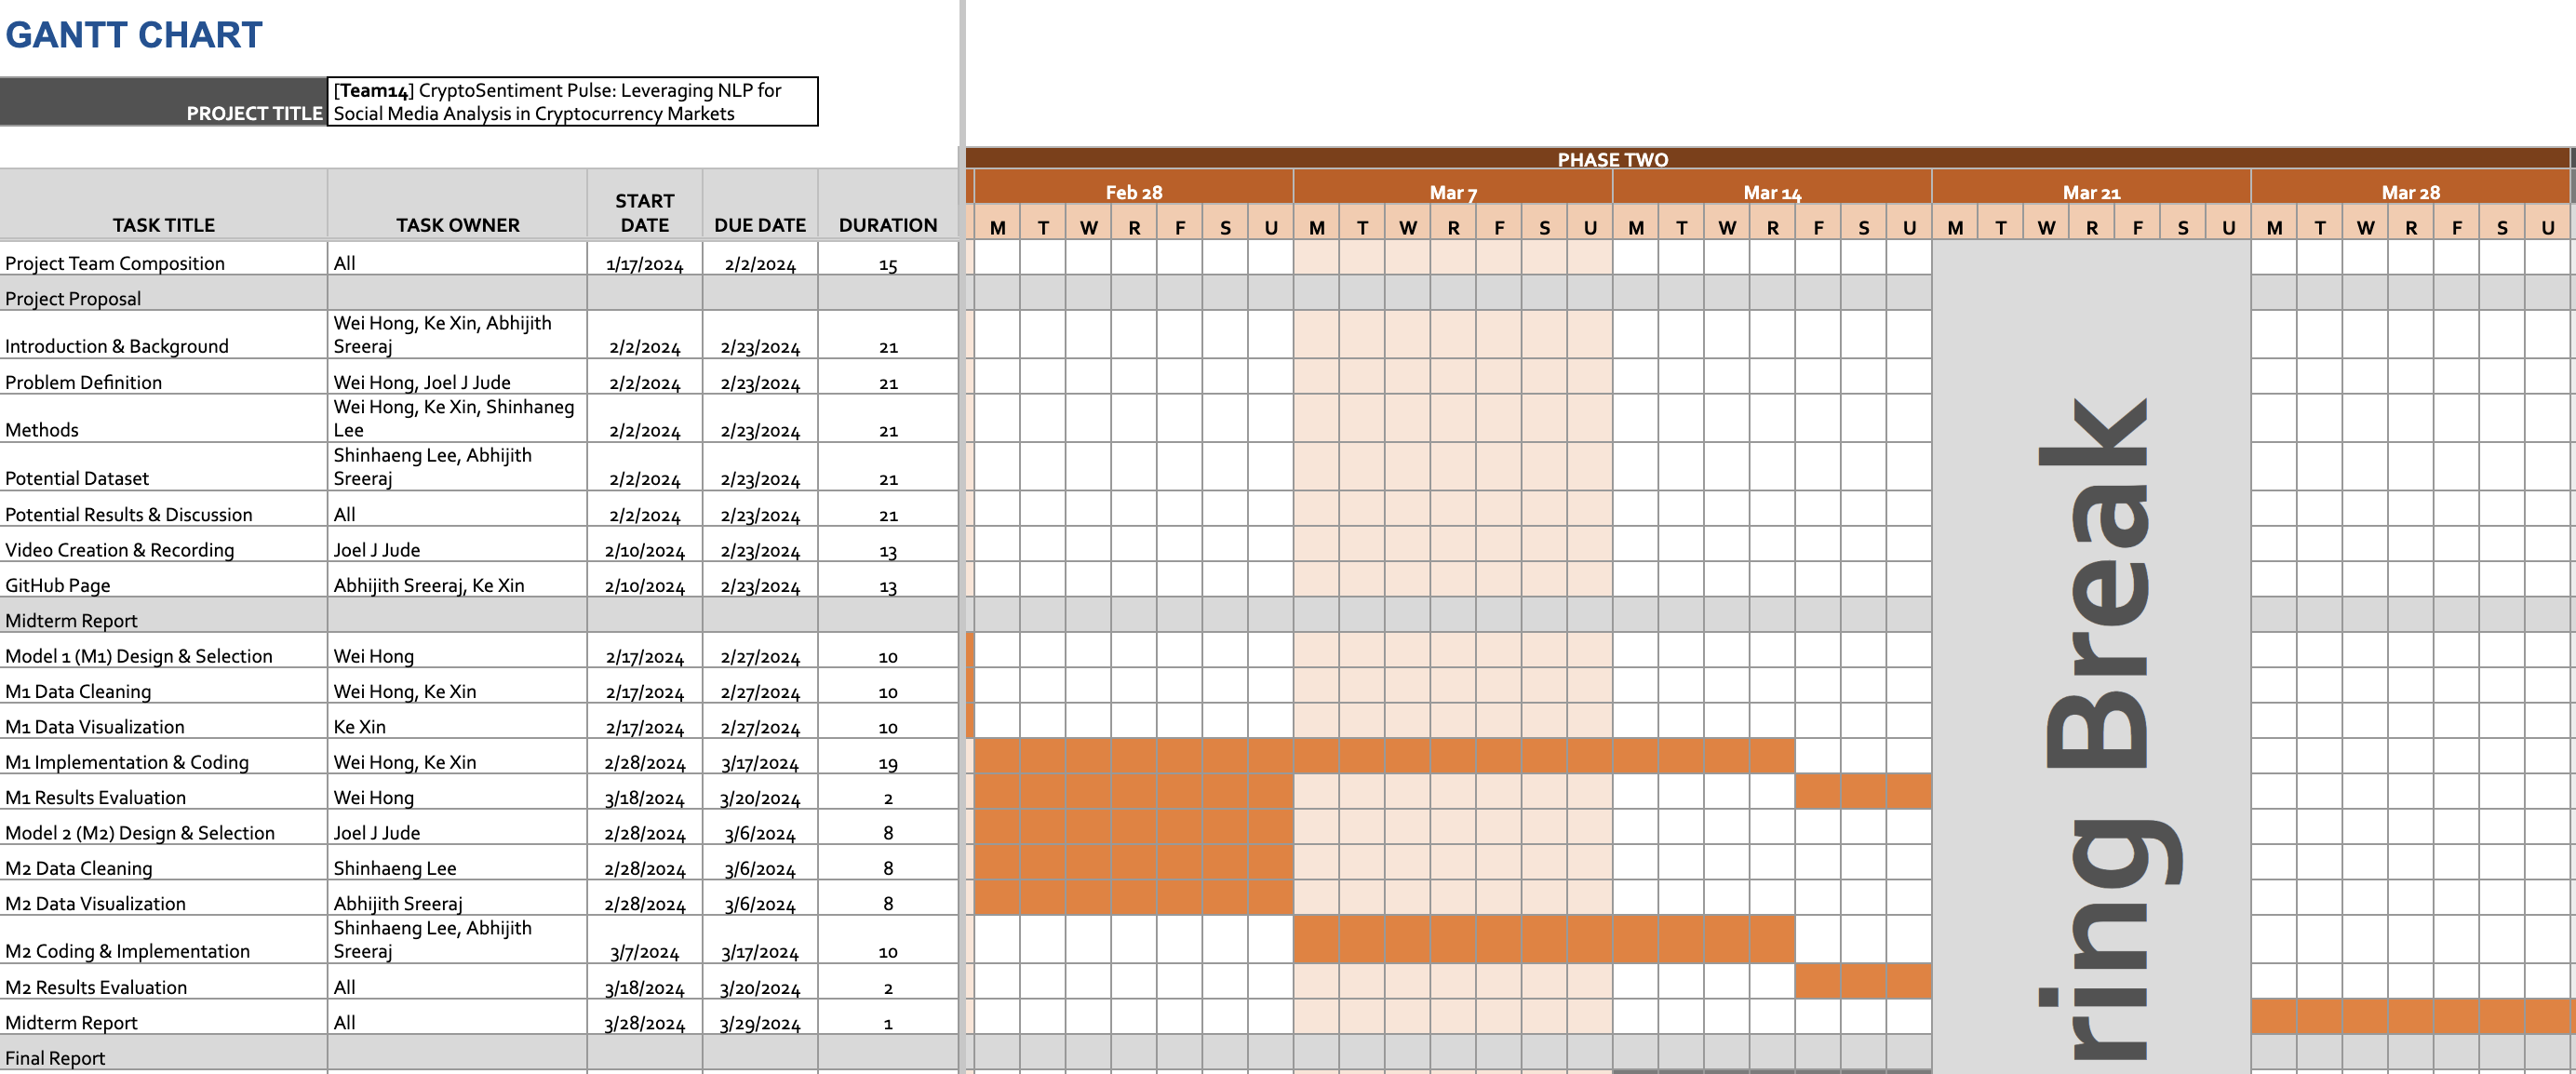 GANTT CHART
PROJECT TITLE
[Team14] CryptoSentiment Pulse: Leveraging NLP for
Social Media Analysis in Cryptocurrency Markets
PHASE TWO
TASK TITLE TASK OWNER START DATE DUE DATE DURATION
Feb 28 Mar 7 Mar 14 Mar 21 Mar 28
M T W R F S U M T W R F S U M T W R F S U M T W R F S U M T W R F S U
Project Team Composition All 1/17/2024 2/2/2024 15
Project Proposal
Introduction & Background Wei Hong, Ke Xin, Abhijith Sreeraj 2/2/2024 2/23/2024 21
Problem Definition Wei Hong, Joel J Jude 2/2/2024 2/23/2024 21
Methods Wei Hong, Ke Xin, Shinhaneg Lee 2/2/2024 2/23/2024 21
Potential Dataset Shinhaeng Lee, Abhijith Sreeraj 2/2/2024 2/23/2024 21
Potential Results & Discussion All 2/2/2024 2/23/2024 21
Video Creation & Recording Joel J Jude 2/10/2024 2/23/2024 13
GitHub Page Abhijith Sreeraj, Ke Xin 2/10/2024 2/23/2024 13
Midterm Report
Model 1 (M1) Design & Selection Wei Hong 2/17/2024 2/27/2024 10
M1 Data Cleaning Wei Hong, Ke Xin 2/17/2024 2/27/2024 10
M1 Data Visualization Ke Xin 2/17/2024 2/27/2024 10
M1 Implementation & Coding Wei Hong, Ke Xin 2/28/2024 3/17/2024 19
M1 Results Evaluation Wei Hong 3/18/2024 3/20/2024 2
Model 2 (M2) Design & Selection Joel J Jude 2/28/2024 3/6/2024 8
M2 Data Cleaning Shinhaeng Lee 2/28/2024 3/6/2024 8
M2 Data Visualization Abhijith Sreeraj 2/28/2024 3/6/2024 8
M2 Coding & Implementation Shinhaeng Lee, Abhijith Sreeraj 3/7/2024 3/17/2024 10
M2 Results Evaluation All 3/18/2024 3/20/2024 2
Midterm Report All 3/28/2024 3/29/2024 1
Final Report
ring Break